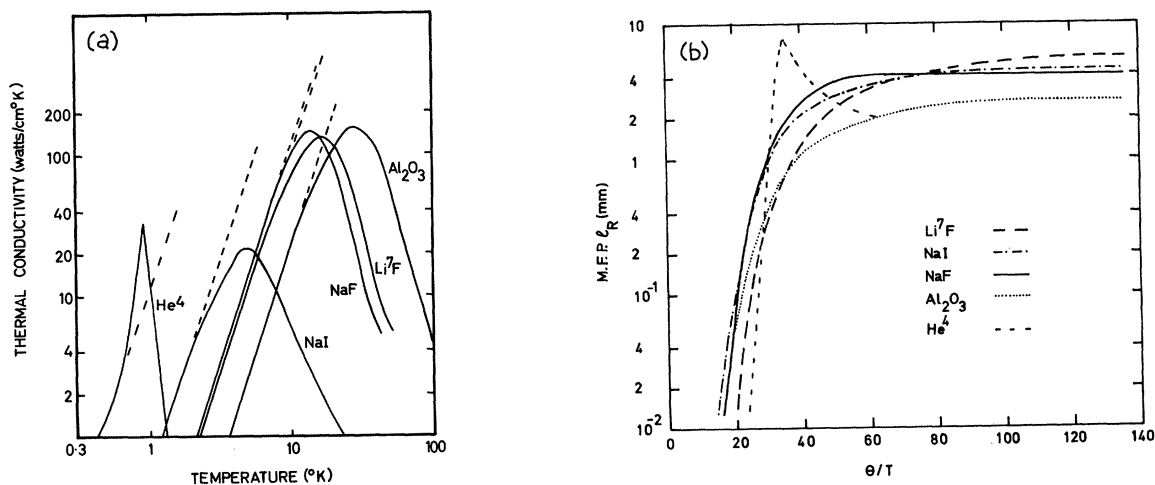 (a)
THERMAL CONDUCTIVITY (watts/cm°K)
200
100
40
20
10
4
2
0·3
1
10
100
TEMPERATURE (°K)
He⁴
NaI
NaF
Li⁷F
Al₂O₃
(b)
M.F.P. ℓ_R (mm)
10
4
2
1
4
2
10⁻¹
4
2
10⁻²
0
20
40
60
80
100
120
140
θ/T
Li⁷F
NaI
NaF
Al₂O₃
He⁴